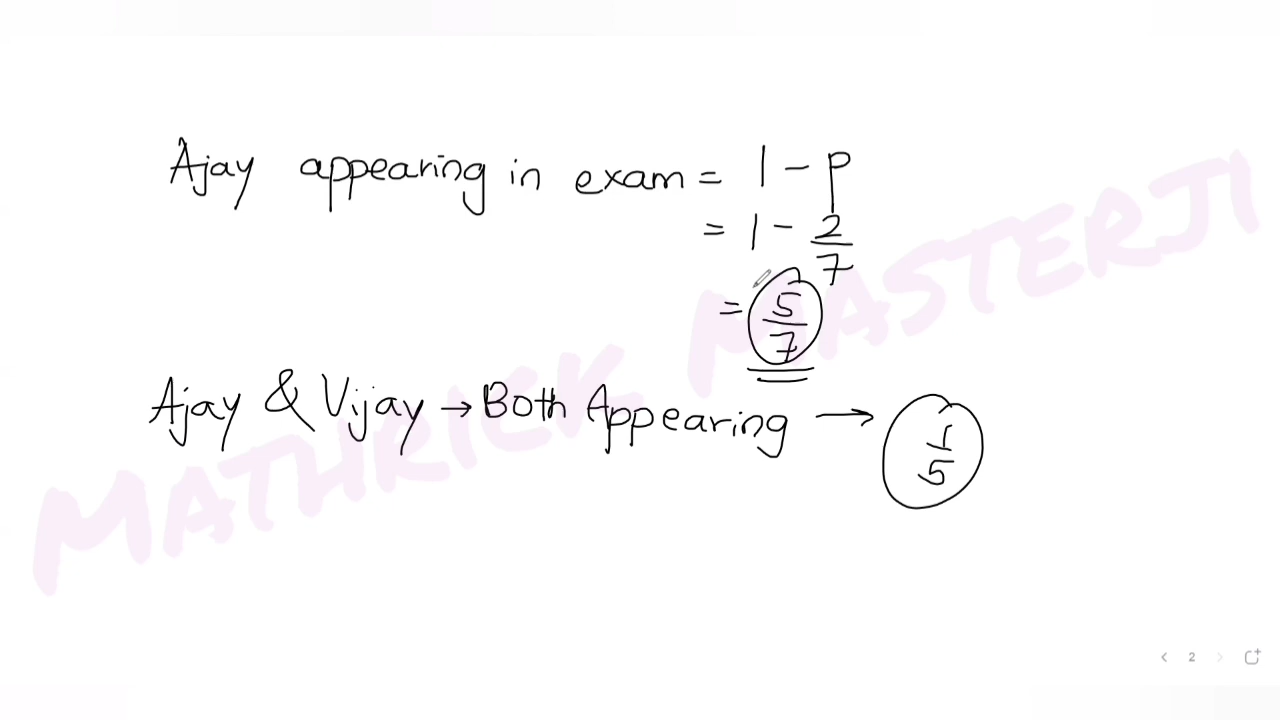 Ajay appearing in exam = 1 - p
= 1 - 2/7
= 5/7
Ajay & Vijay → Both Appearing → 1/5
MATHRICK MASTERJI
2